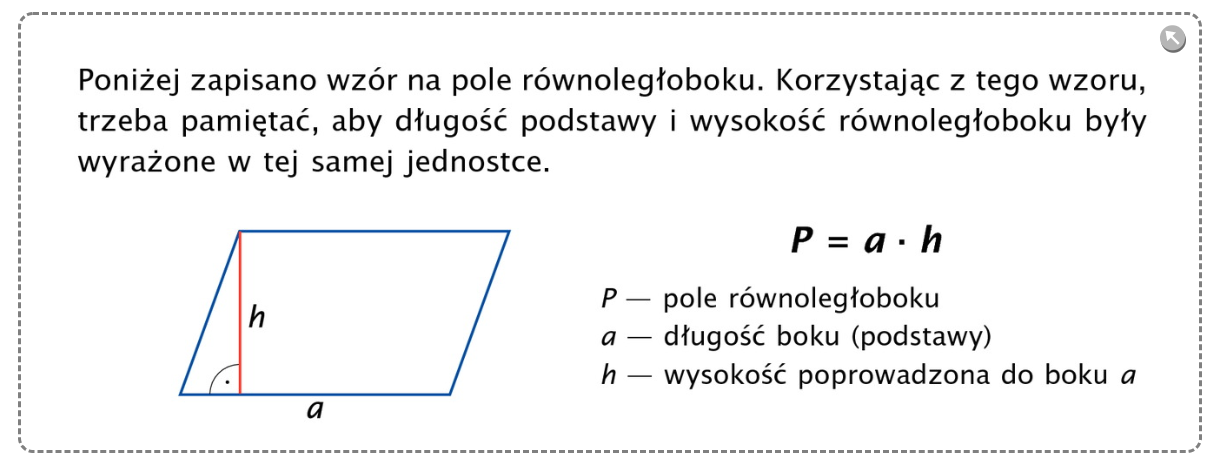 Poniżej zapisano wzór na pole równoległoboku. Korzystając z tego wzoru,
trzeba pamiętać, aby długość podstawy i wysokość równoległoboku były
wyrażone w tej samej jednostce.
P = a · h
P — pole równoległoboku
a — długość boku (podstawy)
h — wysokość poprowadzona do boku a
h
a